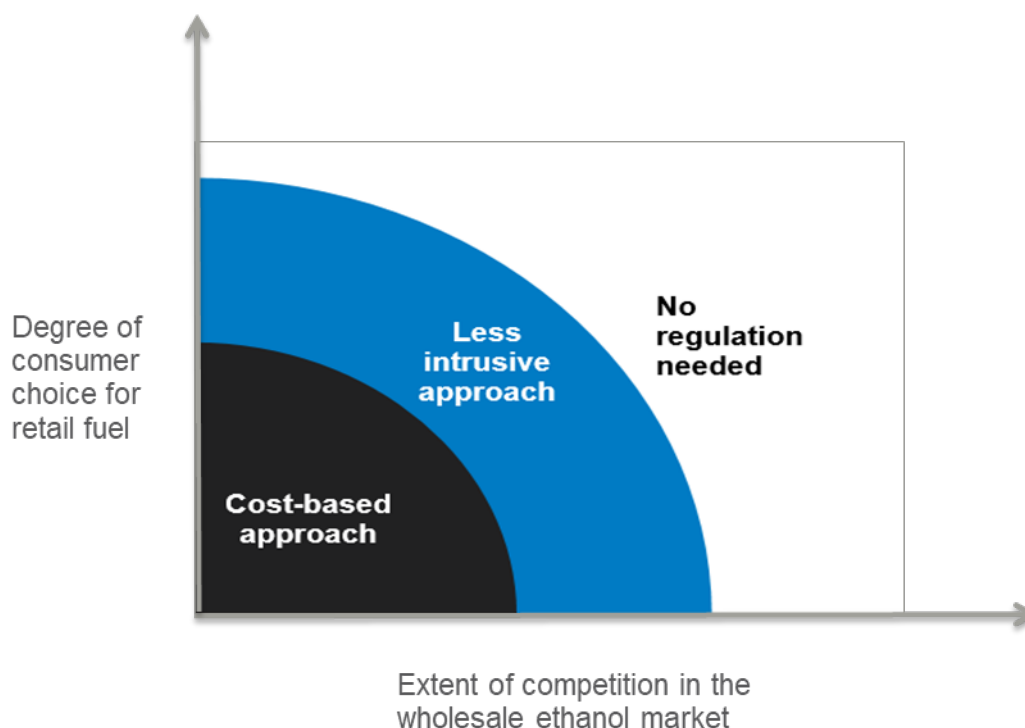 Degree of
consumer
choice for
retail fuel
Less
intrusive
approach
No
regulation
needed
Cost-based
approach
Extent of competition in the
wholesale ethanol market